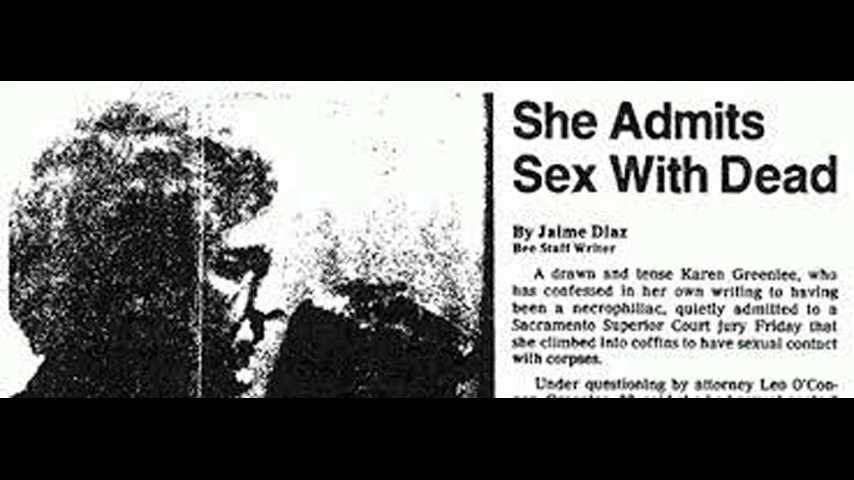 She Admits
Sex With Dead
By Jaime Diaz
Bee Staff Writer
A drawn and tense Karen Greenlee, who
has confessed in her own writing to having
been a necrophiliac, quietly admitted to a
Sacramento Superior Court jury Friday that
she climbed into coffins to have sexual contact
with corpses.
Under questioning by attorney Leo O'Con-